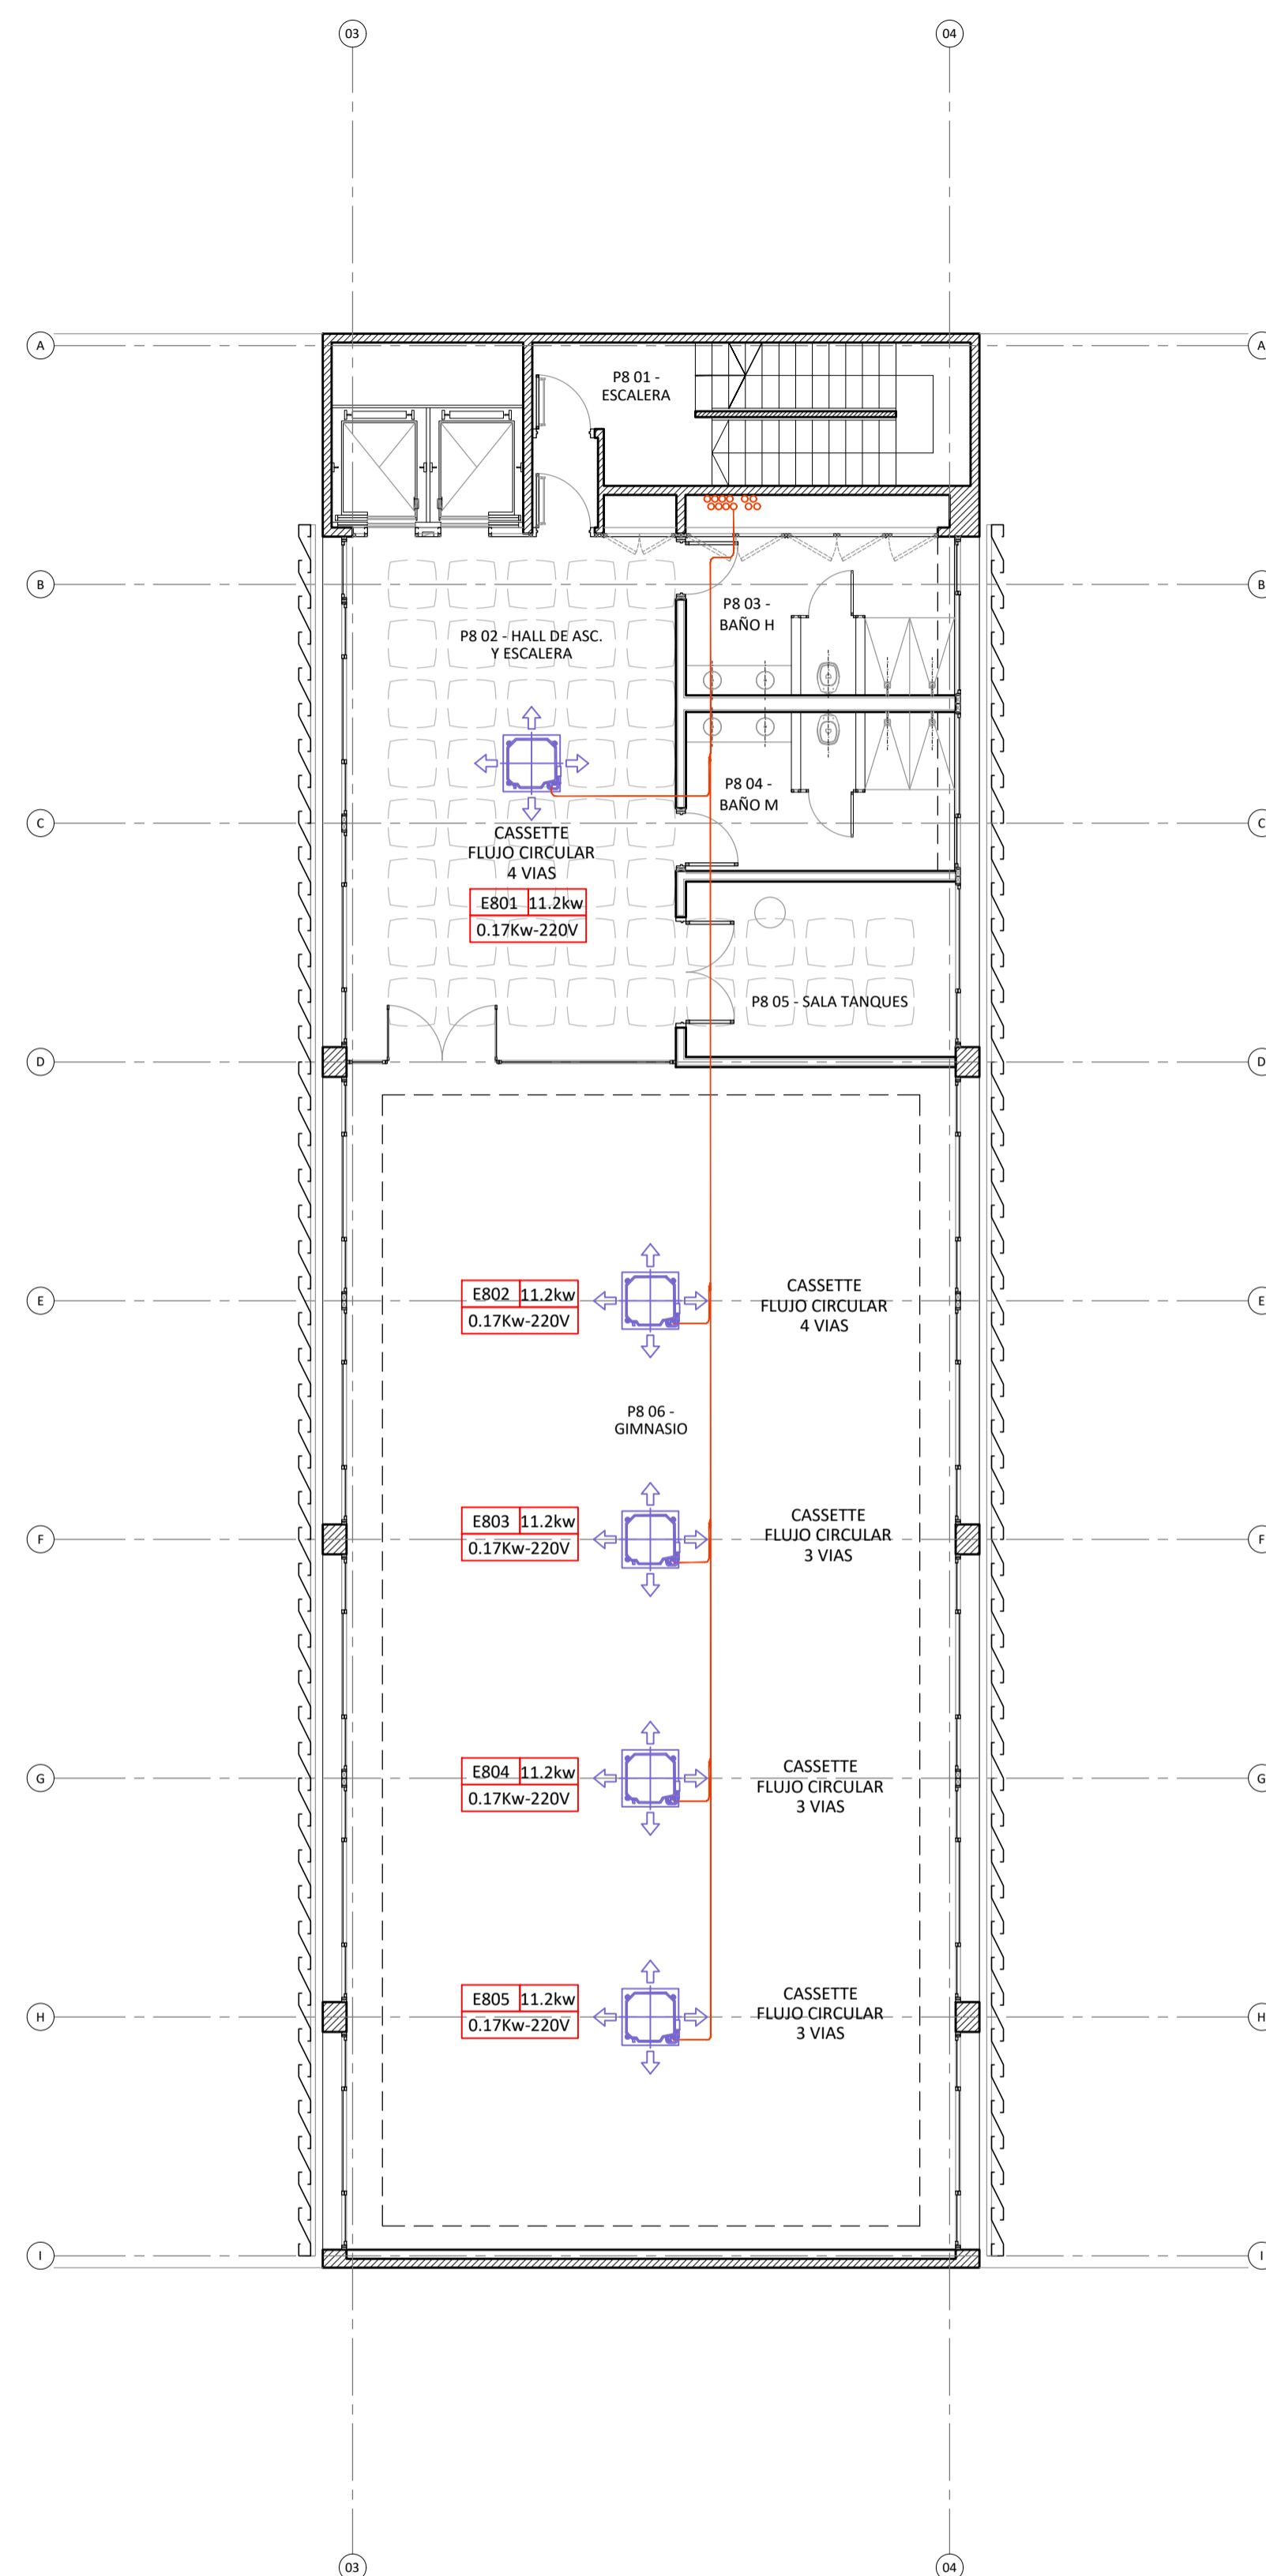 03
04
A
A
P8 01 -
ESCALERA
B
B
P8 03 -
BAÑO H
P8 02 - HALL DE ASC.
Y ESCALERA
P8 04 -
BAÑO M
C
C
CASSETTE
FLUJO CIRCULAR
4 VIAS
E801 11.2kw
0.17Kw-220V
P8 05 - SALA TANQUES
D
D
E
E
E802 11.2kw
0.17Kw-220V
CASSETTE
FLUJO CIRCULAR
4 VIAS
P8 06 -
GIMNASIO
F
F
E803 11.2kw
0.17Kw-220V
CASSETTE
FLUJO CIRCULAR
3 VIAS
G
G
E804 11.2kw
0.17Kw-220V
CASSETTE
FLUJO CIRCULAR
3 VIAS
H
H
E805 11.2kw
0.17Kw-220V
CASSETTE
FLUJO CIRCULAR
3 VIAS
I
I
03
04